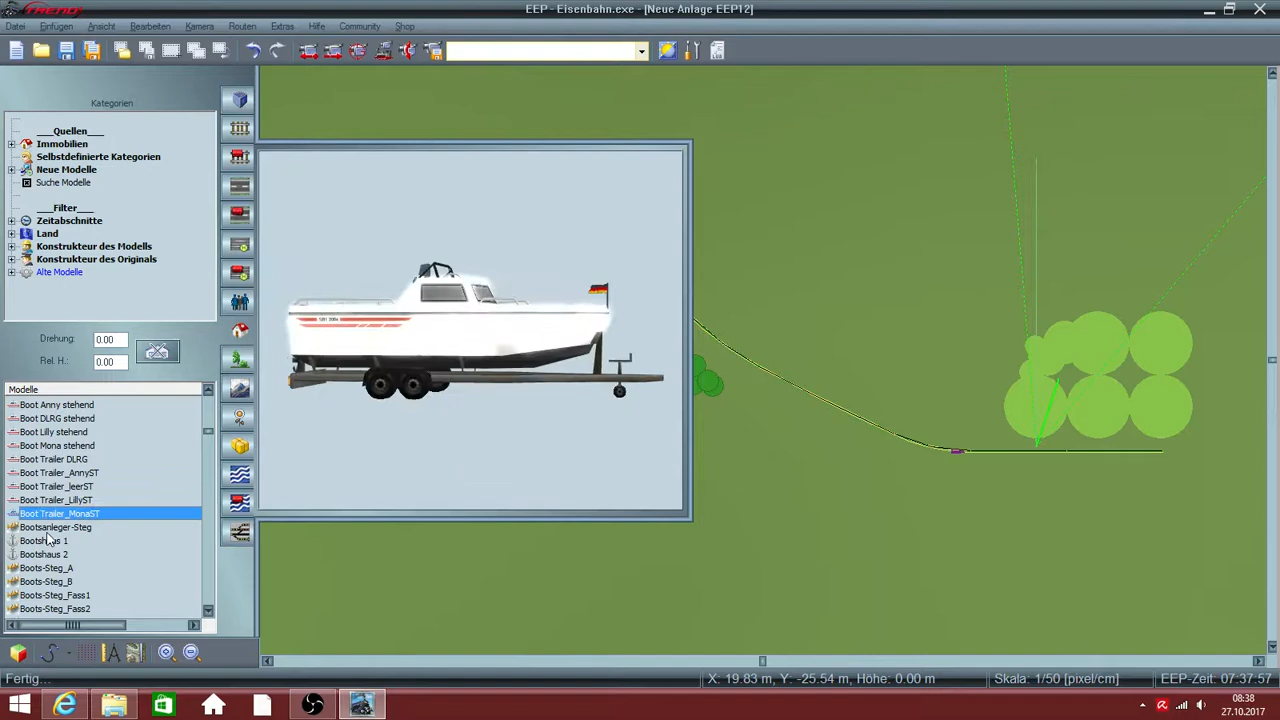 TREND
EEP - Eisenbahn.exe - [Neue Anlage EEP12]
Datei Einfügen Ansicht Bearbeiten Kamera Routen Extras Hilfe Community Shop
Kategorien
___Quellen___
Immobilien
Selbstdefinierte Kategorien
Neue Modelle
Suche Modelle
___Filter___
Zeitabschnitte
Land
Konstrukteur des Modells
Konstrukteur des Originals
Alte Modelle
Drehung: 0.00
Rel. H.: 0.00
Modelle
Boot Anny stehend
Boot DLRG stehend
Boot Lilly stehend
Boot Mona stehend
Boot Trailer DLRG
Boot Trailer_AnnyST
Boot Trailer_leerST
Boot Trailer_LillyST
Boot Trailer_MonaST
Bootsanleger-Steg
Bootshaus 1
Bootshaus 2
Boots-Steg_A
Boots-Steg_B
Boots-Steg_Fass1
Boots-Steg_Fass2
Fertig...
X: 19.83 m, Y: -25.54 m, Höhe: 0.00 m
Skala: 1/50 [pixel/cm]
EEP-Zeit: 07:37:57
08:38
27.10.2017